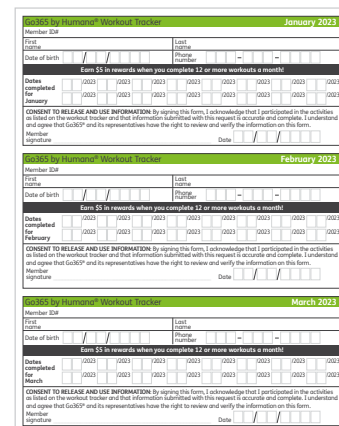 Go365 by Humana® Workout Tracker January 2023
Member ID#
First name Last name
Date of birth / / Phone number – –
Earn $5 in rewards when you complete 12 or more workouts a month!
Dates completed for January /2023 /2023 /2023 /2023 /2023 /2023
/2023 /2023 /2023 /2023 /2023 /2023
CONSENT TO RELEASE AND USE INFORMATION: By signing this form, I acknowledge that I participated in the activities
as listed on the workout tracker and that information submitted with this request is accurate and complete. I understand
and agree that Go365® and its representatives have the right to review and verify the information on this form.
Member signature Date / /
Go365 by Humana® Workout Tracker February 2023
Member ID#
First name Last name
Date of birth / / Phone number – –
Earn $5 in rewards when you complete 12 or more workouts a month!
Dates completed for February /2023 /2023 /2023 /2023 /2023 /2023
/2023 /2023 /2023 /2023 /2023 /2023
CONSENT TO RELEASE AND USE INFORMATION: By signing this form, I acknowledge that I participated in the activities
as listed on the workout tracker and that information submitted with this request is accurate and complete. I understand
and agree that Go365® and its representatives have the right to review and verify the information on this form.
Member signature Date / /
Go365 by Humana® Workout Tracker March 2023
Member ID#
First name Last name
Date of birth / / Phone number – –
Earn $5 in rewards when you complete 12 or more workouts a month!
Dates completed for March /2023 /2023 /2023 /2023 /2023 /2023
/2023 /2023 /2023 /2023 /2023 /2023
CONSENT TO RELEASE AND USE INFORMATION: By signing this form, I acknowledge that I participated in the activities
as listed on the workout tracker and that information submitted with this request is accurate and complete. I understand
and agree that Go365® and its representatives have the right to review and verify the information on this form.
Member signature Date / /